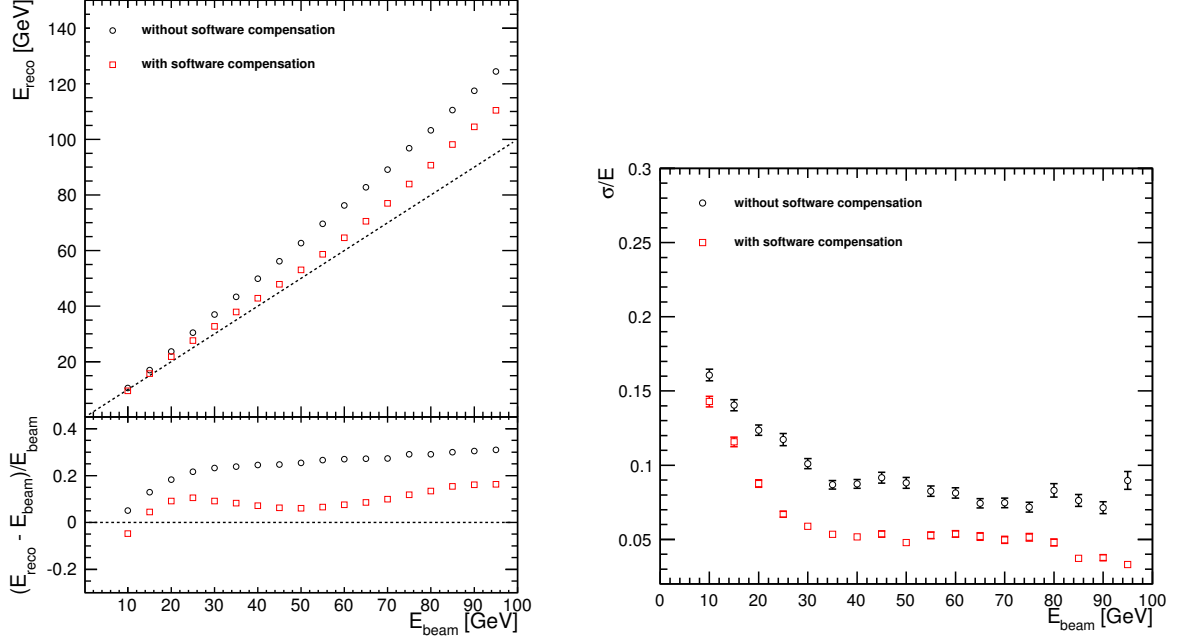 E_reco [GeV]
140
120
100
80
60
40
20
without software compensation
with software compensation
(E_reco - E_beam)/E_beam
0.4
0.2
0
-0.2
10 20 30 40 50 60 70 80 90 100
E_beam [GeV]
σ/E
0.3
0.25
0.2
0.15
0.1
0.05
without software compensation
with software compensation
0 10 20 30 40 50 60 70 80 90 100
E_beam [GeV]